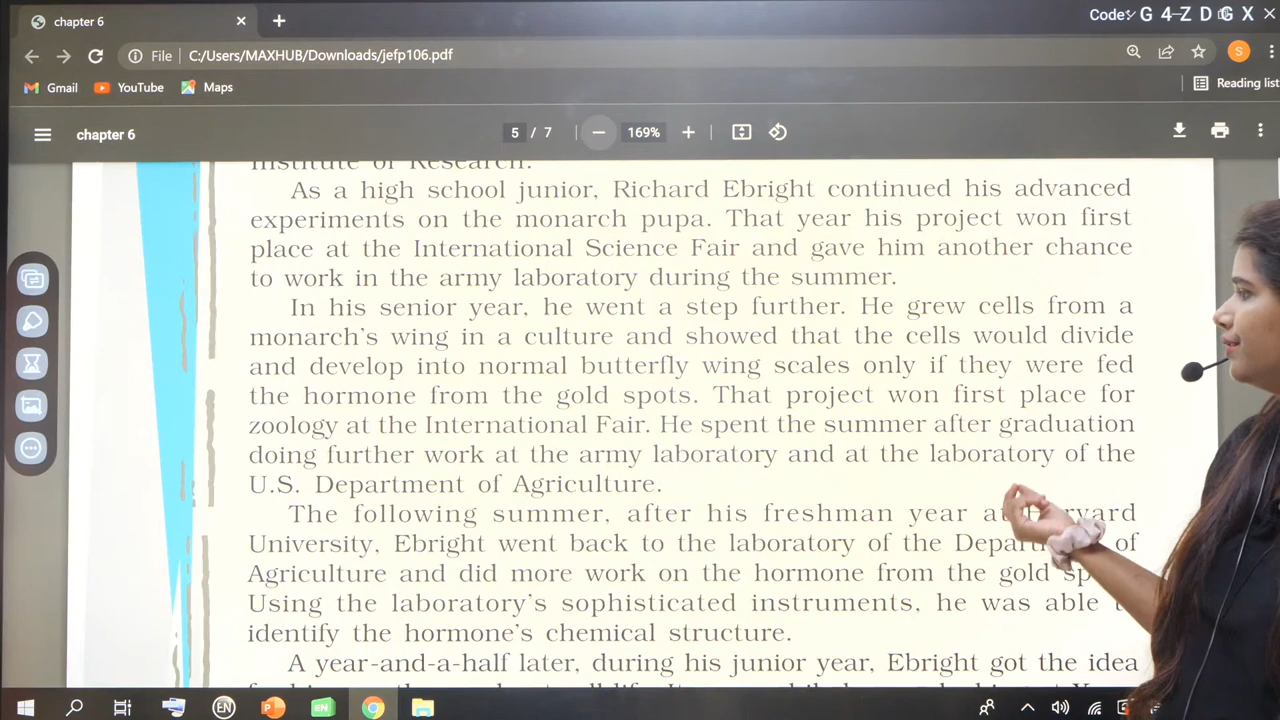 chapter 6
Code:
G 4-Z D G X
File
C:/Users/MAXHUB/Downloads/jefp106.pdf
S
Gmail
YouTube
Maps
Reading list
chapter 6
5 / 7
169%
Institute of Research.
As a high school junior, Richard Ebright continued his advanced
experiments on the monarch pupa. That year his project won first
place at the International Science Fair and gave him another chance
to work in the army laboratory during the summer.
In his senior year, he went a step further. He grew cells from a
monarch's wing in a culture and showed that the cells would divide
and develop into normal butterfly wing scales only if they were fed
the hormone from the gold spots. That project won first place for
zoology at the International Fair. He spent the summer after graduation
doing further work at the army laboratory and at the laboratory of the
U.S. Department of Agriculture.
The following summer, after his freshman year at
University, Ebright went back to the laboratory of the of
Agriculture and did more work on the hormone from the gold
Using the laboratory's sophisticated instruments, he was able
identify the hormone's chemical structure.
A year-and-a-half later, during his junior year, Ebright got the idea
EN